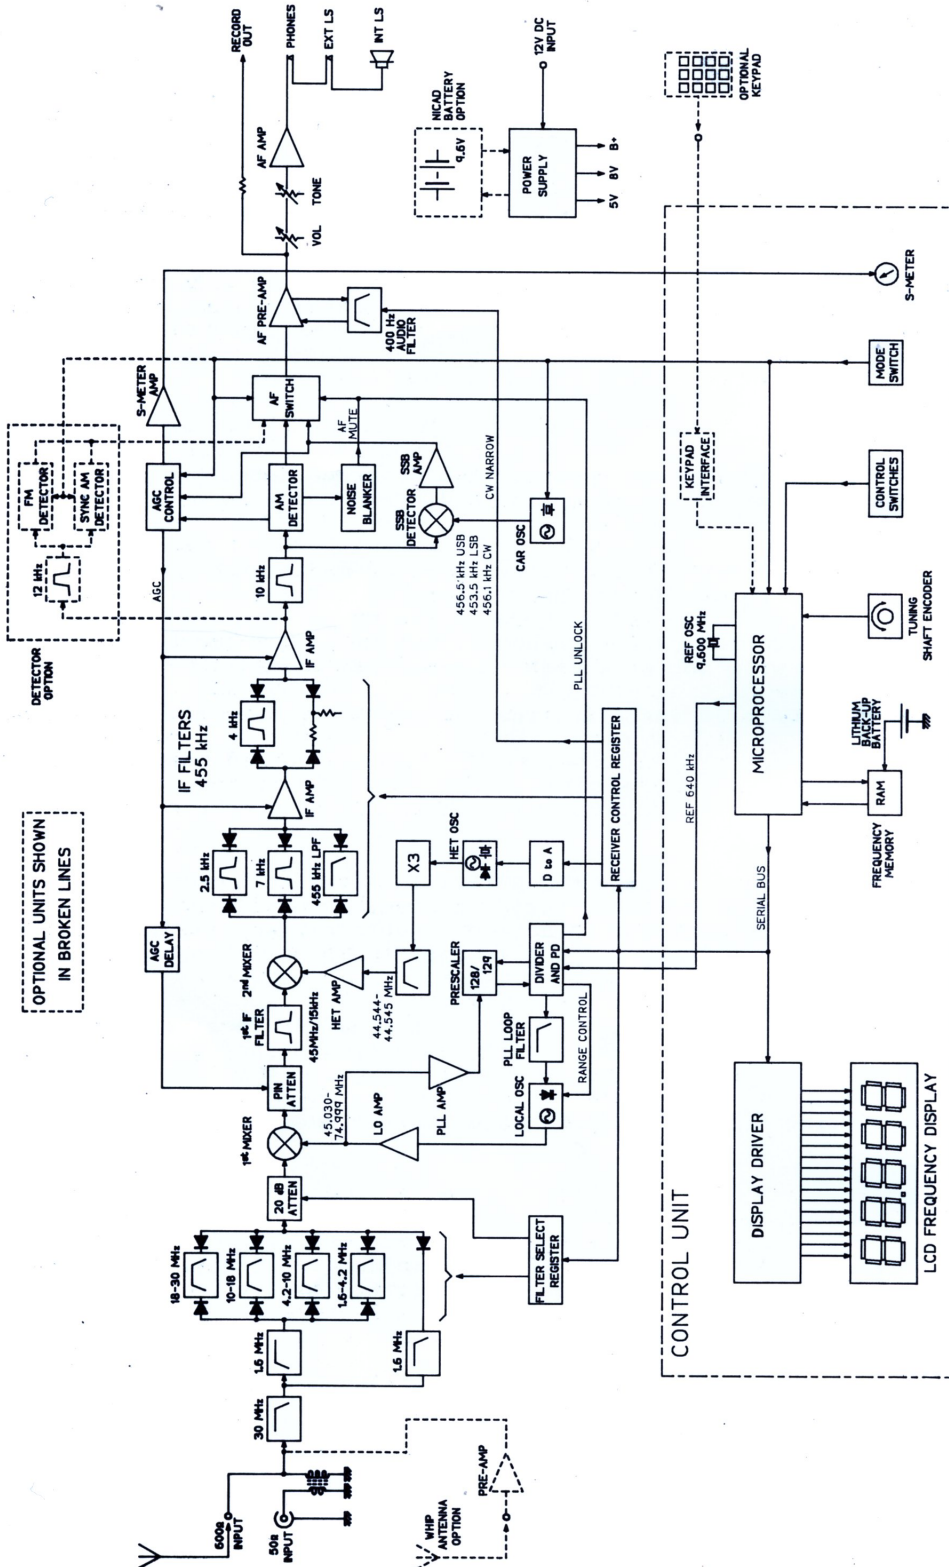 OPTIONAL UNITS SHOWN
IN BROKEN LINES
DETECTOR
OPTION
12 kHz
FM
DETECTOR
SYNC AM
DETECTOR
S-METER
AMP
AGC
CONTROL
AGC
AGC
DELAY
RECORD
OUT
PHONES
EXT LS
INT LS
AF AMP
TONE
VOL
AF PRE-AMP
400 Hz
AUDIO
FILTER
AF
SWITCH
AF
MUTE
AM
DETECTOR
NOISE
BLANKER
SSB
AMP
SSB
DETECTOR
10 kHz
IF AMP
IF FILTERS
455 kHz
4 kHz
IF AMP
2.5 kHz
7 kHz
455 kHz LPF
2nd MIXER
1st IF
FILTER
45MHz/15kHz
PIN
ATTEN
1st MIXER
20 dB
ATTEN
18-30 MHz
10-18 MHz
4.2-10 MHz
1.6-4.2 MHz
1.6 MHz
1.6 MHz
30 MHz
600Ω
INPUT
50Ω
INPUT
WHIP
ANTENNA
OPTION
PRE-AMP
FILTER SELECT
REGISTER
45.030-
74.999 MHz
LO AMP
PLL AMP
LOCAL OSC
PLL LOOP
FILTER
RANGE CONTROL
PRESCALER
128/
129
DIVIDER
AND PD
HET AMP
44.544-
44.545 MHz
X3
HET OSC
D to A
RECEIVER CONTROL REGISTER
PLL UNLOCK
CW NARROW
456.5 kHz USB
453.5 kHz LSB
456.1 kHz CW
CAR OSC
NICAD
BATTERY
OPTION
9.6V
12V DC
INPUT
POWER
SUPPLY
5V
8V
B+
OPTIONAL
KEYPAD
KEYPAD
INTERFACE
S-METER
MODE
SWITCH
CONTROL
SWITCHES
TUNING
SHAFT ENCODER
REF OSC
9.600 MHz
MICROPROCESSOR
REF 640 kHz
LITHIUM
BACK-UP
BATTERY
RAM
FREQUENCY
MEMORY
SERIAL BUS
DISPLAY DRIVER
LCD FREQUENCY DISPLAY
CONTROL UNIT